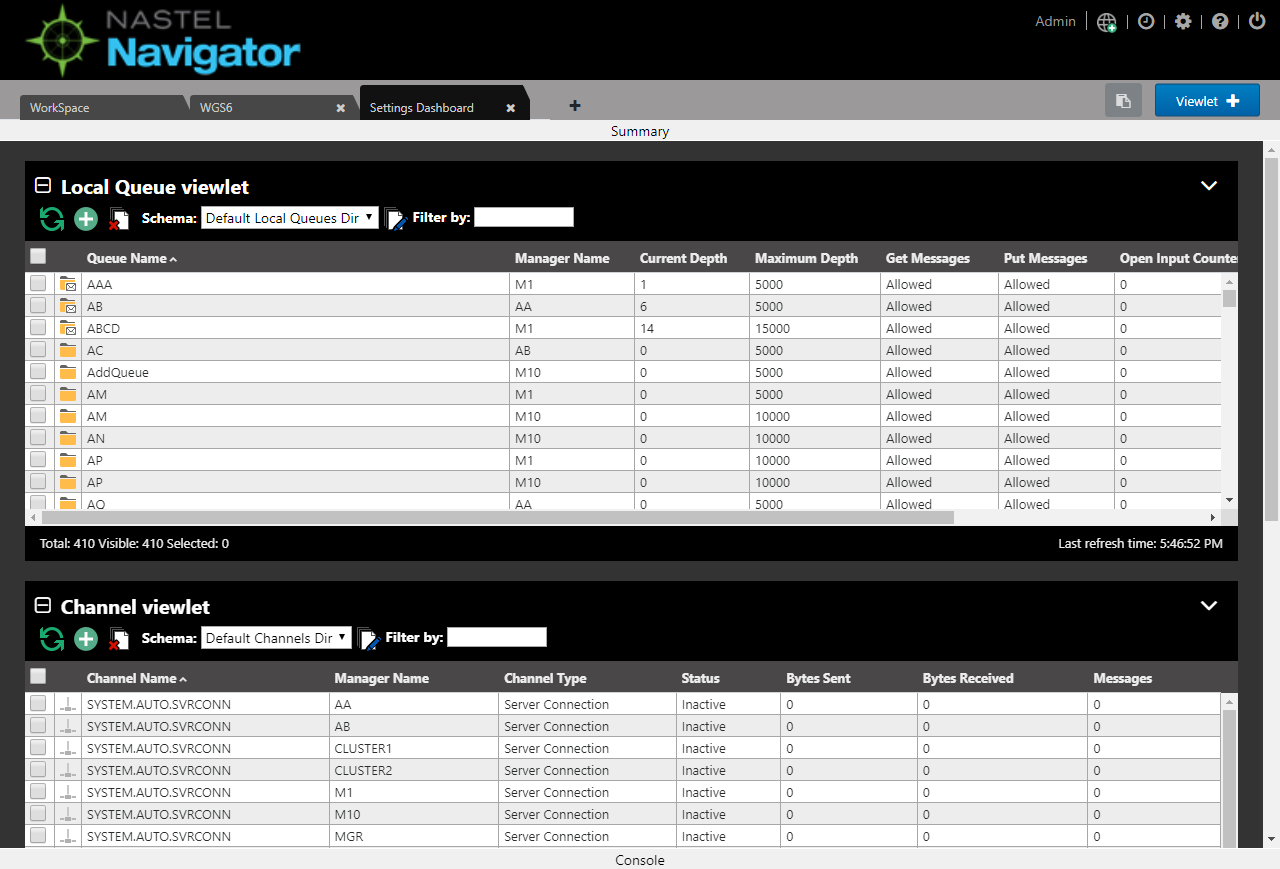 NASTEL
Navigator
Admin
WorkSpace WGS6 Settings Dashboard Viewlet
Summary
Local Queue viewlet
Schema: Default Local Queues Dir Filter by:
Queue Name Manager Name Current Depth Maximum Depth Get Messages Put Messages Open Input Counter
AAA M1 1 5000 Allowed Allowed 0
AB AA 6 5000 Allowed Allowed 0
ABCD M1 14 15000 Allowed Allowed 0
AC AB 0 5000 Allowed Allowed 0
AddQueue M10 0 5000 Allowed Allowed 0
AM M1 0 5000 Allowed Allowed 0
AM M10 0 10000 Allowed Allowed 0
AN M10 0 10000 Allowed Allowed 0
AP M1 0 10000 Allowed Allowed 0
AP M10 0 10000 Allowed Allowed 0
AQ AA 0 5000 Allowed Allowed 0
Total: 410 Visible: 410 Selected: 0 Last refresh time: 5:46:52 PM
Channel viewlet
Schema: Default Channels Dir Filter by:
Channel Name Manager Name Channel Type Status Bytes Sent Bytes Received Messages
SYSTEM.AUTO.SVRCONN AA Server Connection Inactive 0 0 0
SYSTEM.AUTO.SVRCONN AB Server Connection Inactive 0 0 0
SYSTEM.AUTO.SVRCONN CLUSTER1 Server Connection Inactive 0 0 0
SYSTEM.AUTO.SVRCONN CLUSTER2 Server Connection Inactive 0 0 0
SYSTEM.AUTO.SVRCONN M1 Server Connection Inactive 0 0 0
SYSTEM.AUTO.SVRCONN M10 Server Connection Inactive 0 0 0
SYSTEM.AUTO.SVRCONN MGR Server Connection Inactive 0 0 0
Console